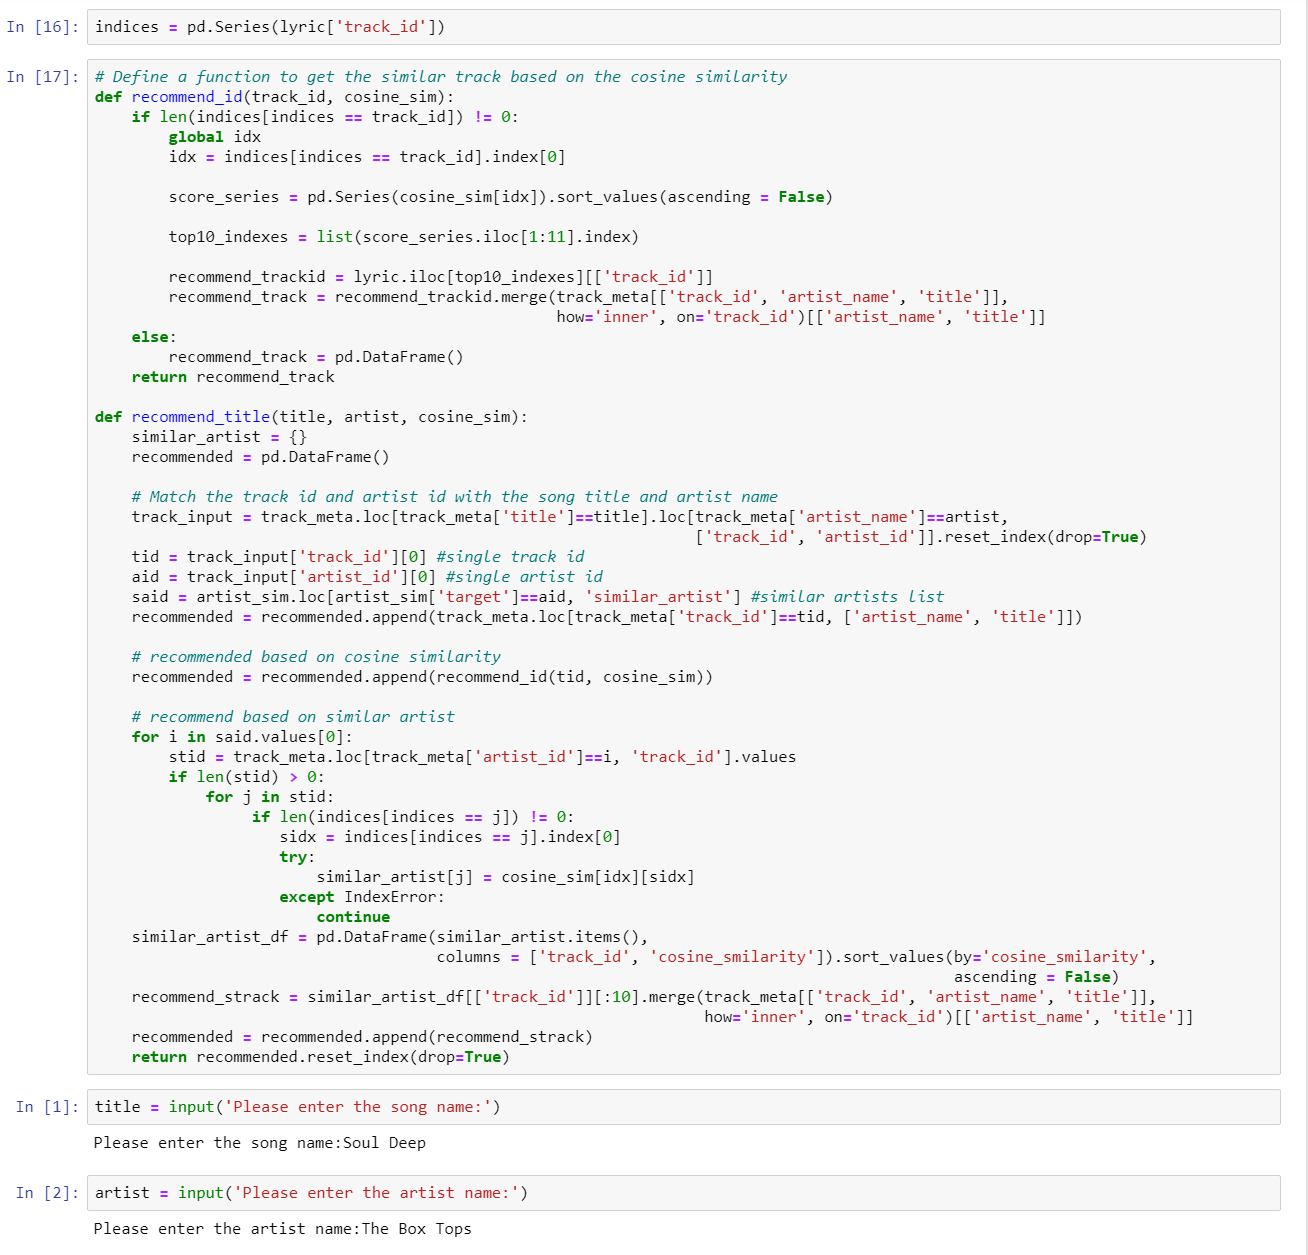 In [16]: indices = pd.Series(lyric['track_id'])
In [17]: # Define a function to get the similar track based on the cosine similarity
def recommend_id(track_id, cosine_sim):
    if len(indices[indices == track_id]) != 0:
        global idx
        idx = indices[indices == track_id].index[0]
        score_series = pd.Series(cosine_sim[idx]).sort_values(ascending = False)
        top10_indexes = list(score_series.iloc[1:11].index)
        recommend_trackid = lyric.iloc[top10_indexes][['track_id']]
        recommend_track = recommend_trackid.merge(track_meta[['track_id', 'artist_name', 'title']],
                                                  how='inner', on='track_id')[['artist_name', 'title']]
    else:
        recommend_track = pd.DataFrame()
    return recommend_track
def recommend_title(title, artist, cosine_sim):
    similar_artist = {}
    recommended = pd.DataFrame()
    # Match the track id and artist id with the song title and artist name
    track_input = track_meta.loc[track_meta['title']==title].loc[track_meta['artist_name']==artist,
                                                                 ['track_id', 'artist_id']].reset_index(drop=True)
    tid = track_input['track_id'][0] #single track id
    aid = track_input['artist_id'][0] #single artist id
    said = artist_sim.loc[artist_sim['target']==aid, 'similar_artist'] #similar artists list
    recommended = recommended.append(track_meta.loc[track_meta['track_id']==tid, ['artist_name', 'title']])
    # recommended based on cosine similarity
    recommended = recommended.append(recommend_id(tid, cosine_sim))
    # recommend based on similar artist
    for i in said.values[0]:
        stid = track_meta.loc[track_meta['artist_id']==i, 'track_id'].values
        if len(stid) > 0:
            for j in stid:
                 if len(indices[indices == j]) != 0:
                    sidx = indices[indices == j].index[0]
                    try:
                        similar_artist[j] = cosine_sim[idx][sidx]
                    except IndexError:
                        continue
    similar_artist_df = pd.DataFrame(similar_artist.items(),
                                     columns = ['track_id', 'cosine_smilarity']).sort_values(by='cosine_smilarity',
                                                                                             ascending = False)
    recommend_strack = similar_artist_df[['track_id']][:10].merge(track_meta[['track_id', 'artist_name', 'title']],
                                                                  how='inner', on='track_id')[['artist_name', 'title']]
    recommended = recommended.append(recommend_strack)
    return recommended.reset_index(drop=True)
In [1]: title = input('Please enter the song name:')
Please enter the song name:Soul Deep
In [2]: artist = input('Please enter the artist name:')
Please enter the artist name:The Box Tops